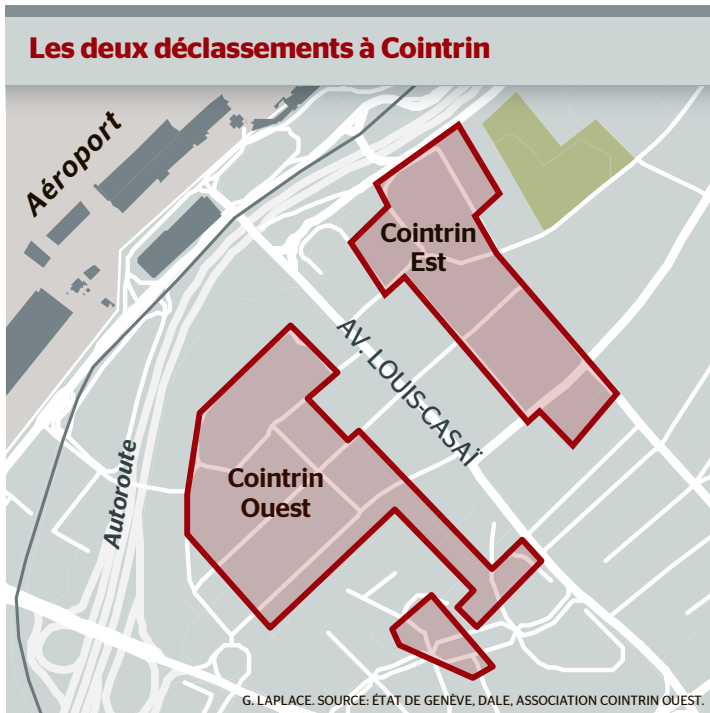 Les deux déclassements à Cointrin
Aéroport
Cointrin
Est
AV. LOUIS-CASAÏ
Autoroute
Cointrin
Ouest
G. LAPLACE. SOURCE: ÉTAT DE GENÈVE, DALE, ASSOCIATION COINTRIN OUEST.